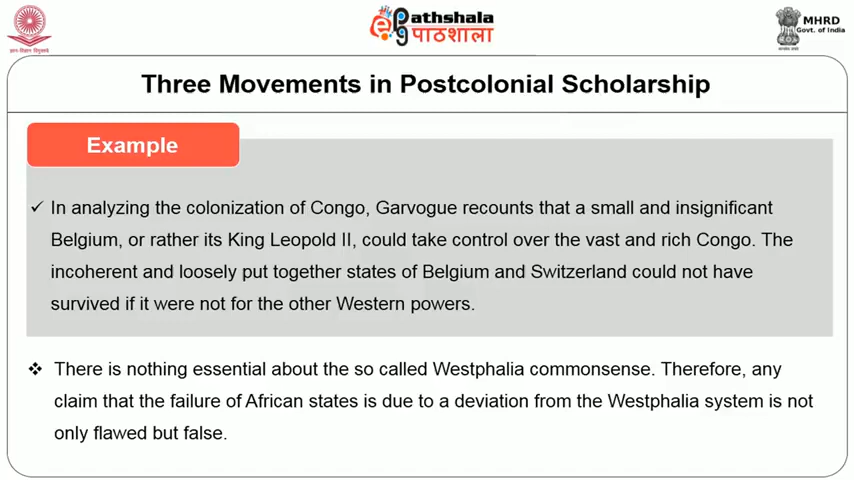 Pathshala
पाठशाला
MHRD
Govt. of India
Three Movements in Postcolonial Scholarship
Example
✓ In analyzing the colonization of Congo, Garvogue recounts that a small and insignificant
Belgium, or rather its King Leopold II, could take control over the vast and rich Congo. The
incoherent and loosely put together states of Belgium and Switzerland could not have
survived if it were not for the other Western powers.
❖ There is nothing essential about the so called Westphalia commonsense. Therefore, any
claim that the failure of African states is due to a deviation from the Westphalia system is not
only flawed but false.